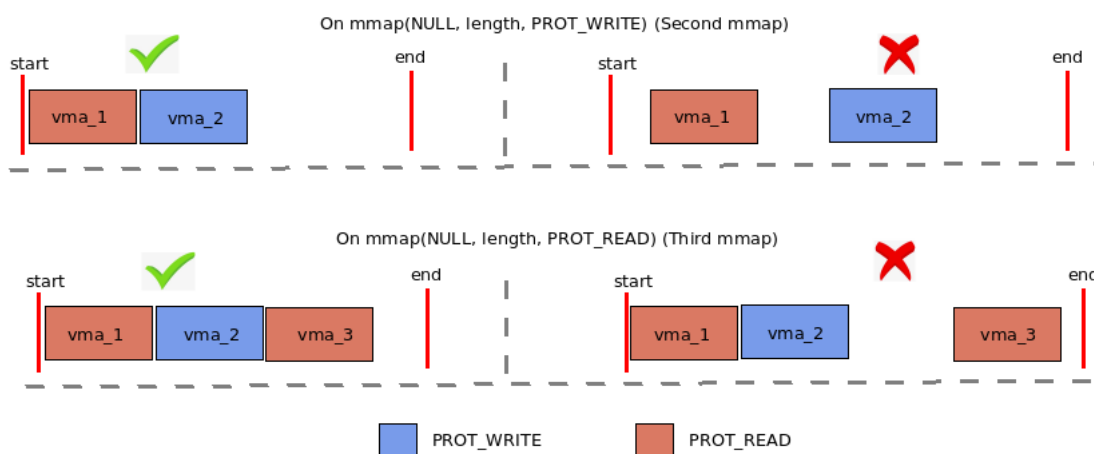 On mmap(NULL, length, PROT_WRITE) (Second mmap)
start
end
start
end
vma_1
vma_2
vma_1
vma_2
On mmap(NULL, length, PROT_READ) (Third mmap)
start
end
start
end
vma_1
vma_2
vma_3
vma_1
vma_2
vma_3
PROT_WRITE
PROT_READ